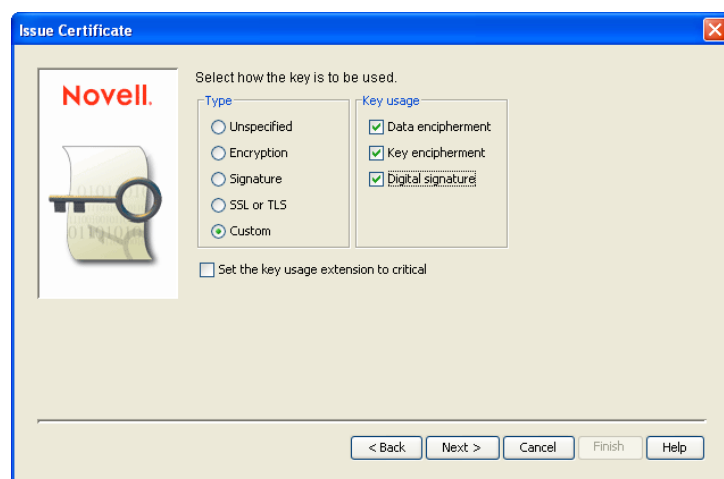 Issue Certificate
Novell.
Select how the key is to be used.
Type
Unspecified
Encryption
Signature
SSL or TLS
Custom
Key usage
Data encipherment
Key encipherment
Digital signature
Set the key usage extension to critical
< Back
Next >
Cancel
Finish
Help